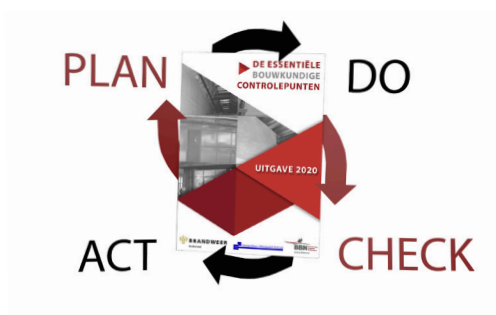 PLAN
DO
DE ESSENTIËLE
BOUWKUNDIGE
CONTROLEPUNTEN
UITGAVE 2020
BRANDWEER
BBN
ACT
CHECK